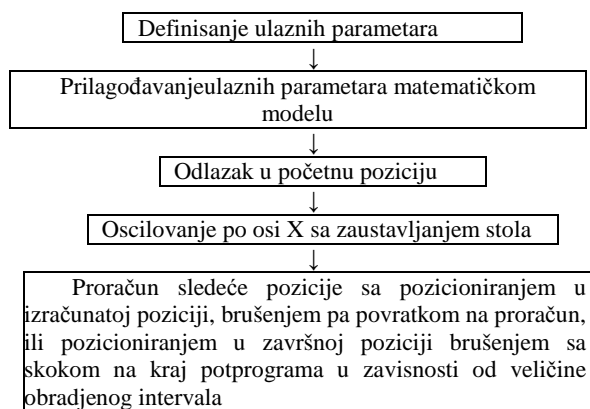 Definisanje ulaznih parametara
↓
Prilagođavanjeulaznih parametara matematičkom
modelu
↓
Odlazak u početnu poziciju
↓
Oscilovanje po osi X sa zaustavljanjem stola
↓
Proračun sledeće pozicije sa pozicioniranjem u
izračunatoj poziciji, brušenjem pa povratkom na proračun,
ili pozicioniranjem u završnoj poziciji brušenjem sa
skokom na kraj potprograma u zavisnosti od veličine
obradjenog intervala